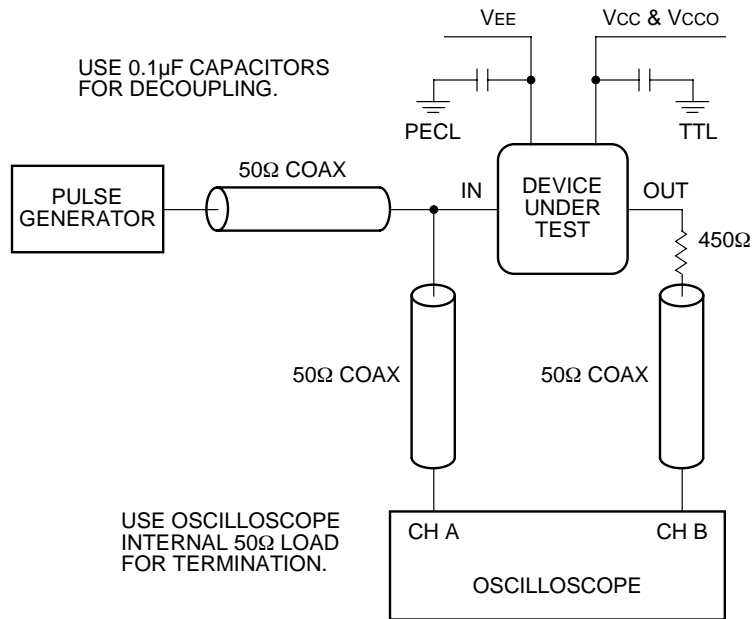 VEE
VCC & VCCO
USE 0.1µF CAPACITORS
FOR DECOUPLING.
PECL
TTL
50Ω COAX
PULSE
GENERATOR
IN
DEVICE
UNDER
TEST
OUT
450Ω
50Ω COAX
50Ω COAX
USE OSCILLOSCOPE
INTERNAL 50Ω LOAD
FOR TERMINATION.
CH A
CH B
OSCILLOSCOPE